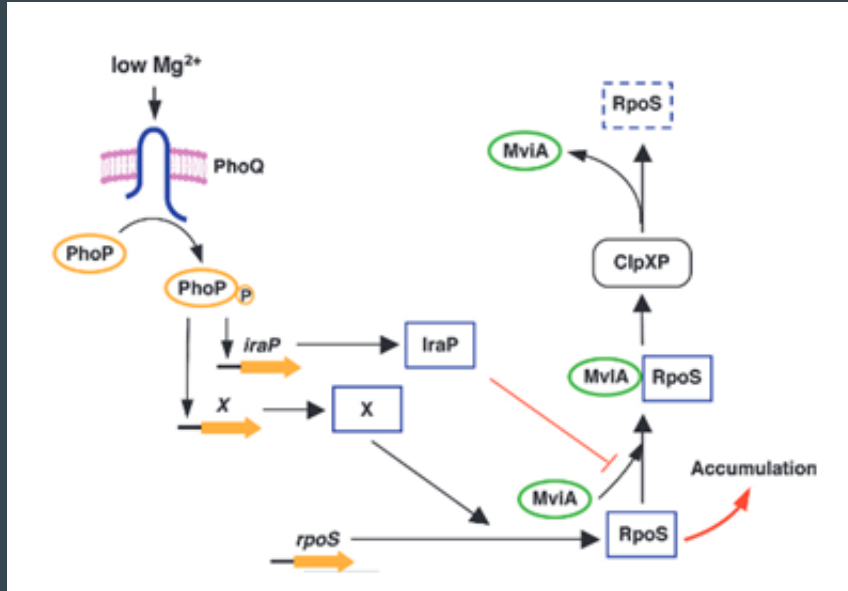 low Mg²⁺
PhoQ
PhoP
PhoP
P
iraP
IraP
X
X
rpoS
RpoS
MviA
ClpXP
MviA
RpoS
MviA
RpoS
Accumulation